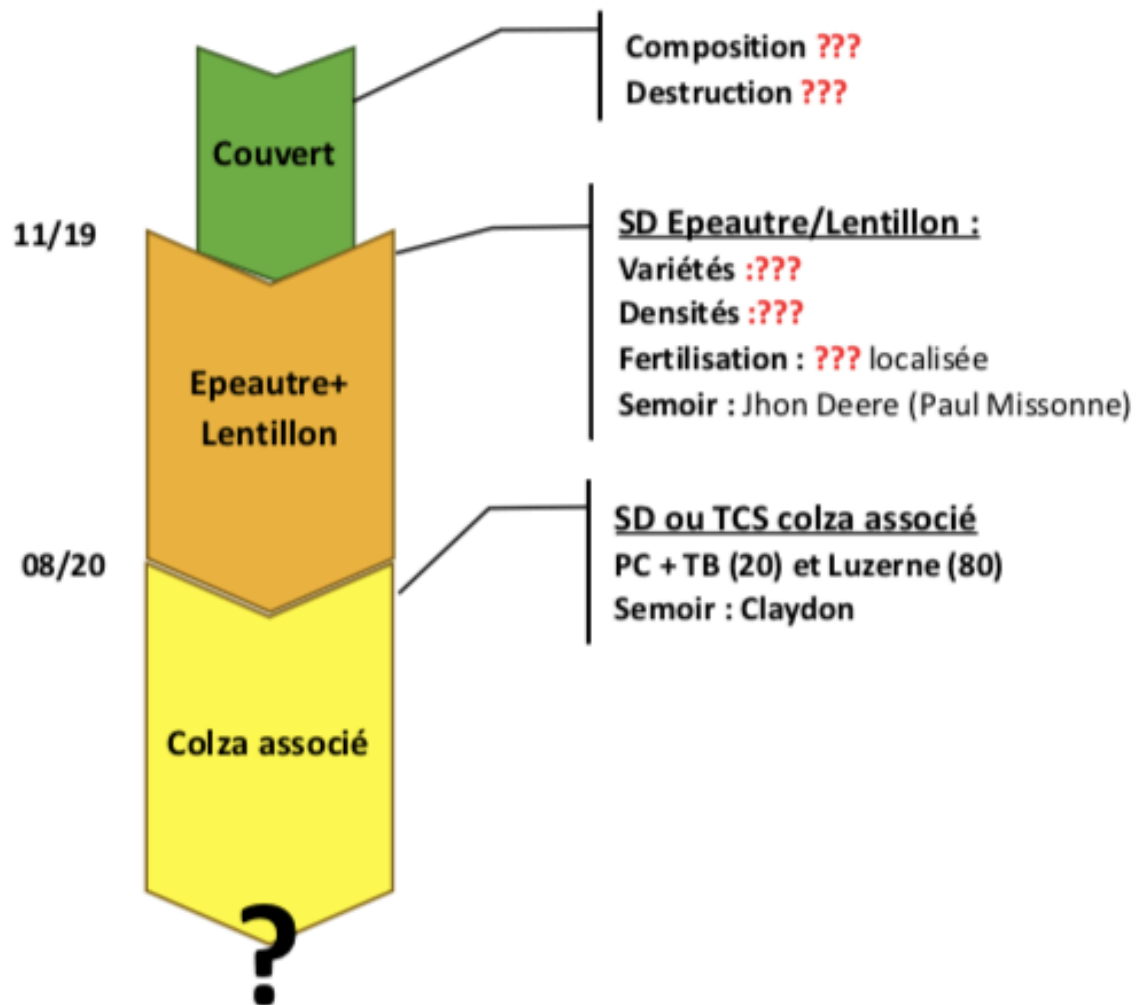 Composition ???
Destruction ???
Couvert
11/19
SD Epeautre/Lentillon :
Variétés :???
Densités :???
Fertilisation : ??? localisée
Semoir : Jhon Deere (Paul Missonne)
Epeautre+
Lentillon
08/20
SD ou TCS colza associé
PC + TB (20) et Luzerne (80)
Semoir : Claydon
Colza associé
?